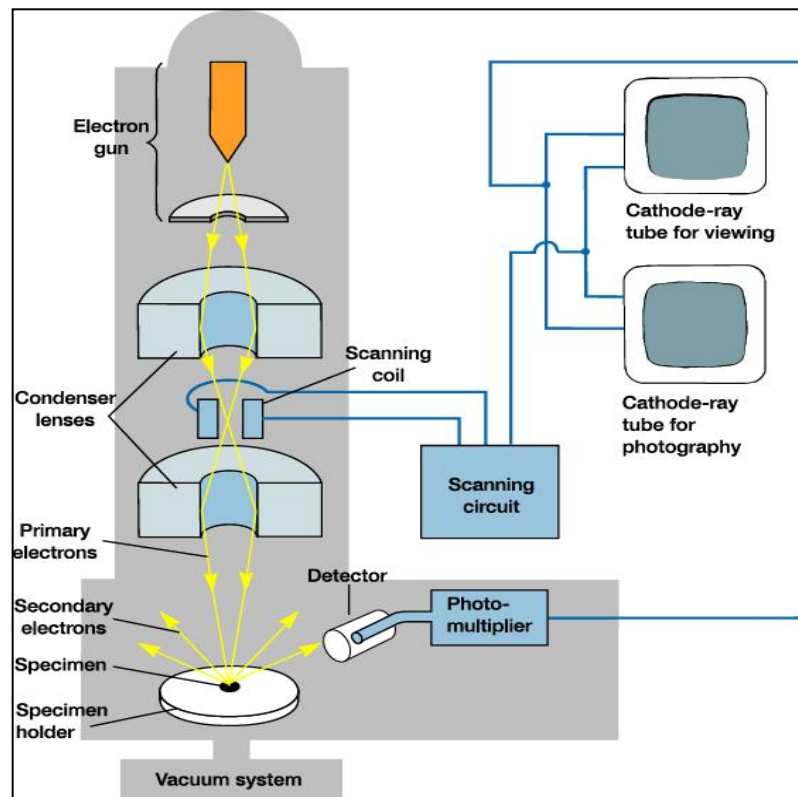 Electron
gun
Cathode-ray
tube for viewing
Scanning
coil
Condenser
lenses
Cathode-ray
tube for
photography
Scanning
circuit
Primary
electrons
Detector
Photo-
multiplier
Secondary
electrons
Specimen
Specimen
holder
Vacuum system